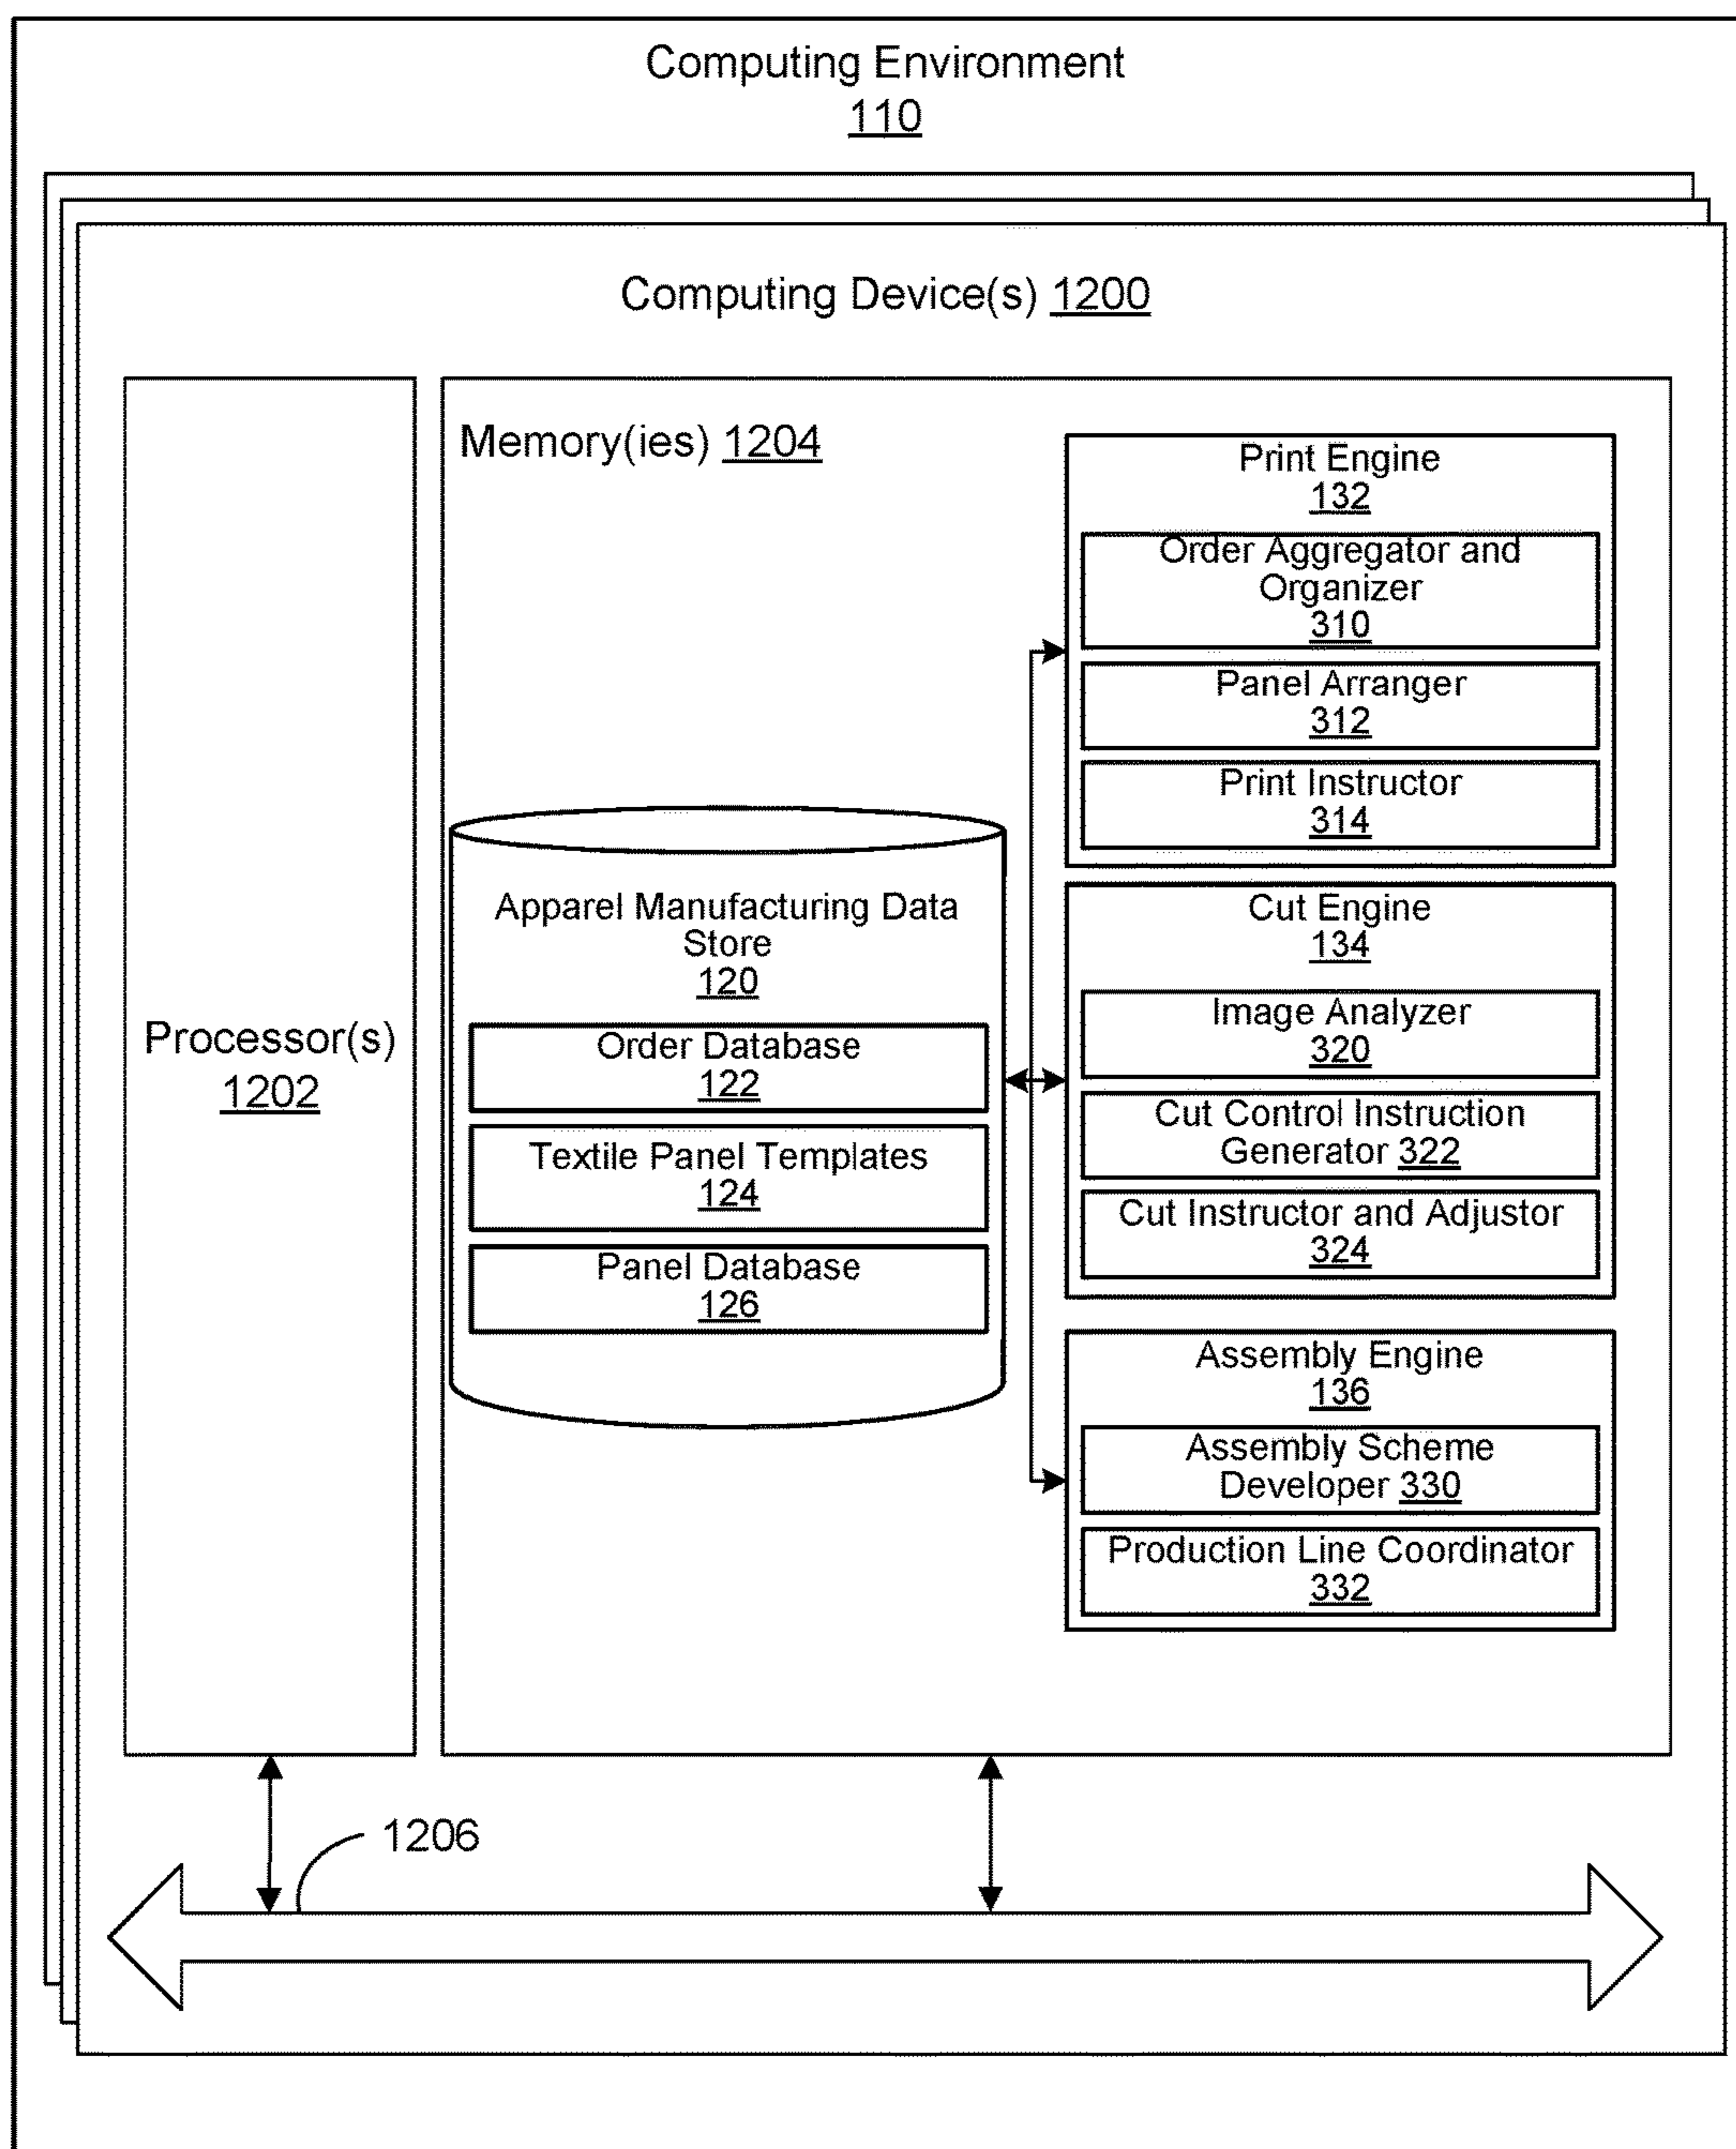 Computing Environment
110
Computing Device(s) 1200
Processor(s)
1202
Memory(ies) 1204
Apparel Manufacturing Data
Store
120
Order Database
122
Textile Panel Templates
124
Panel Database
126
Print Engine
132
Order Aggregator and
Organizer
310
Panel Arranger
312
Print Instructor
314
Cut Engine
134
Image Analyzer
320
Cut Control Instruction
Generator 322
Cut Instructor and Adjustor
324
Assembly Engine
136
Assembly Scheme
Developer 330
Production Line Coordinator
332
1206